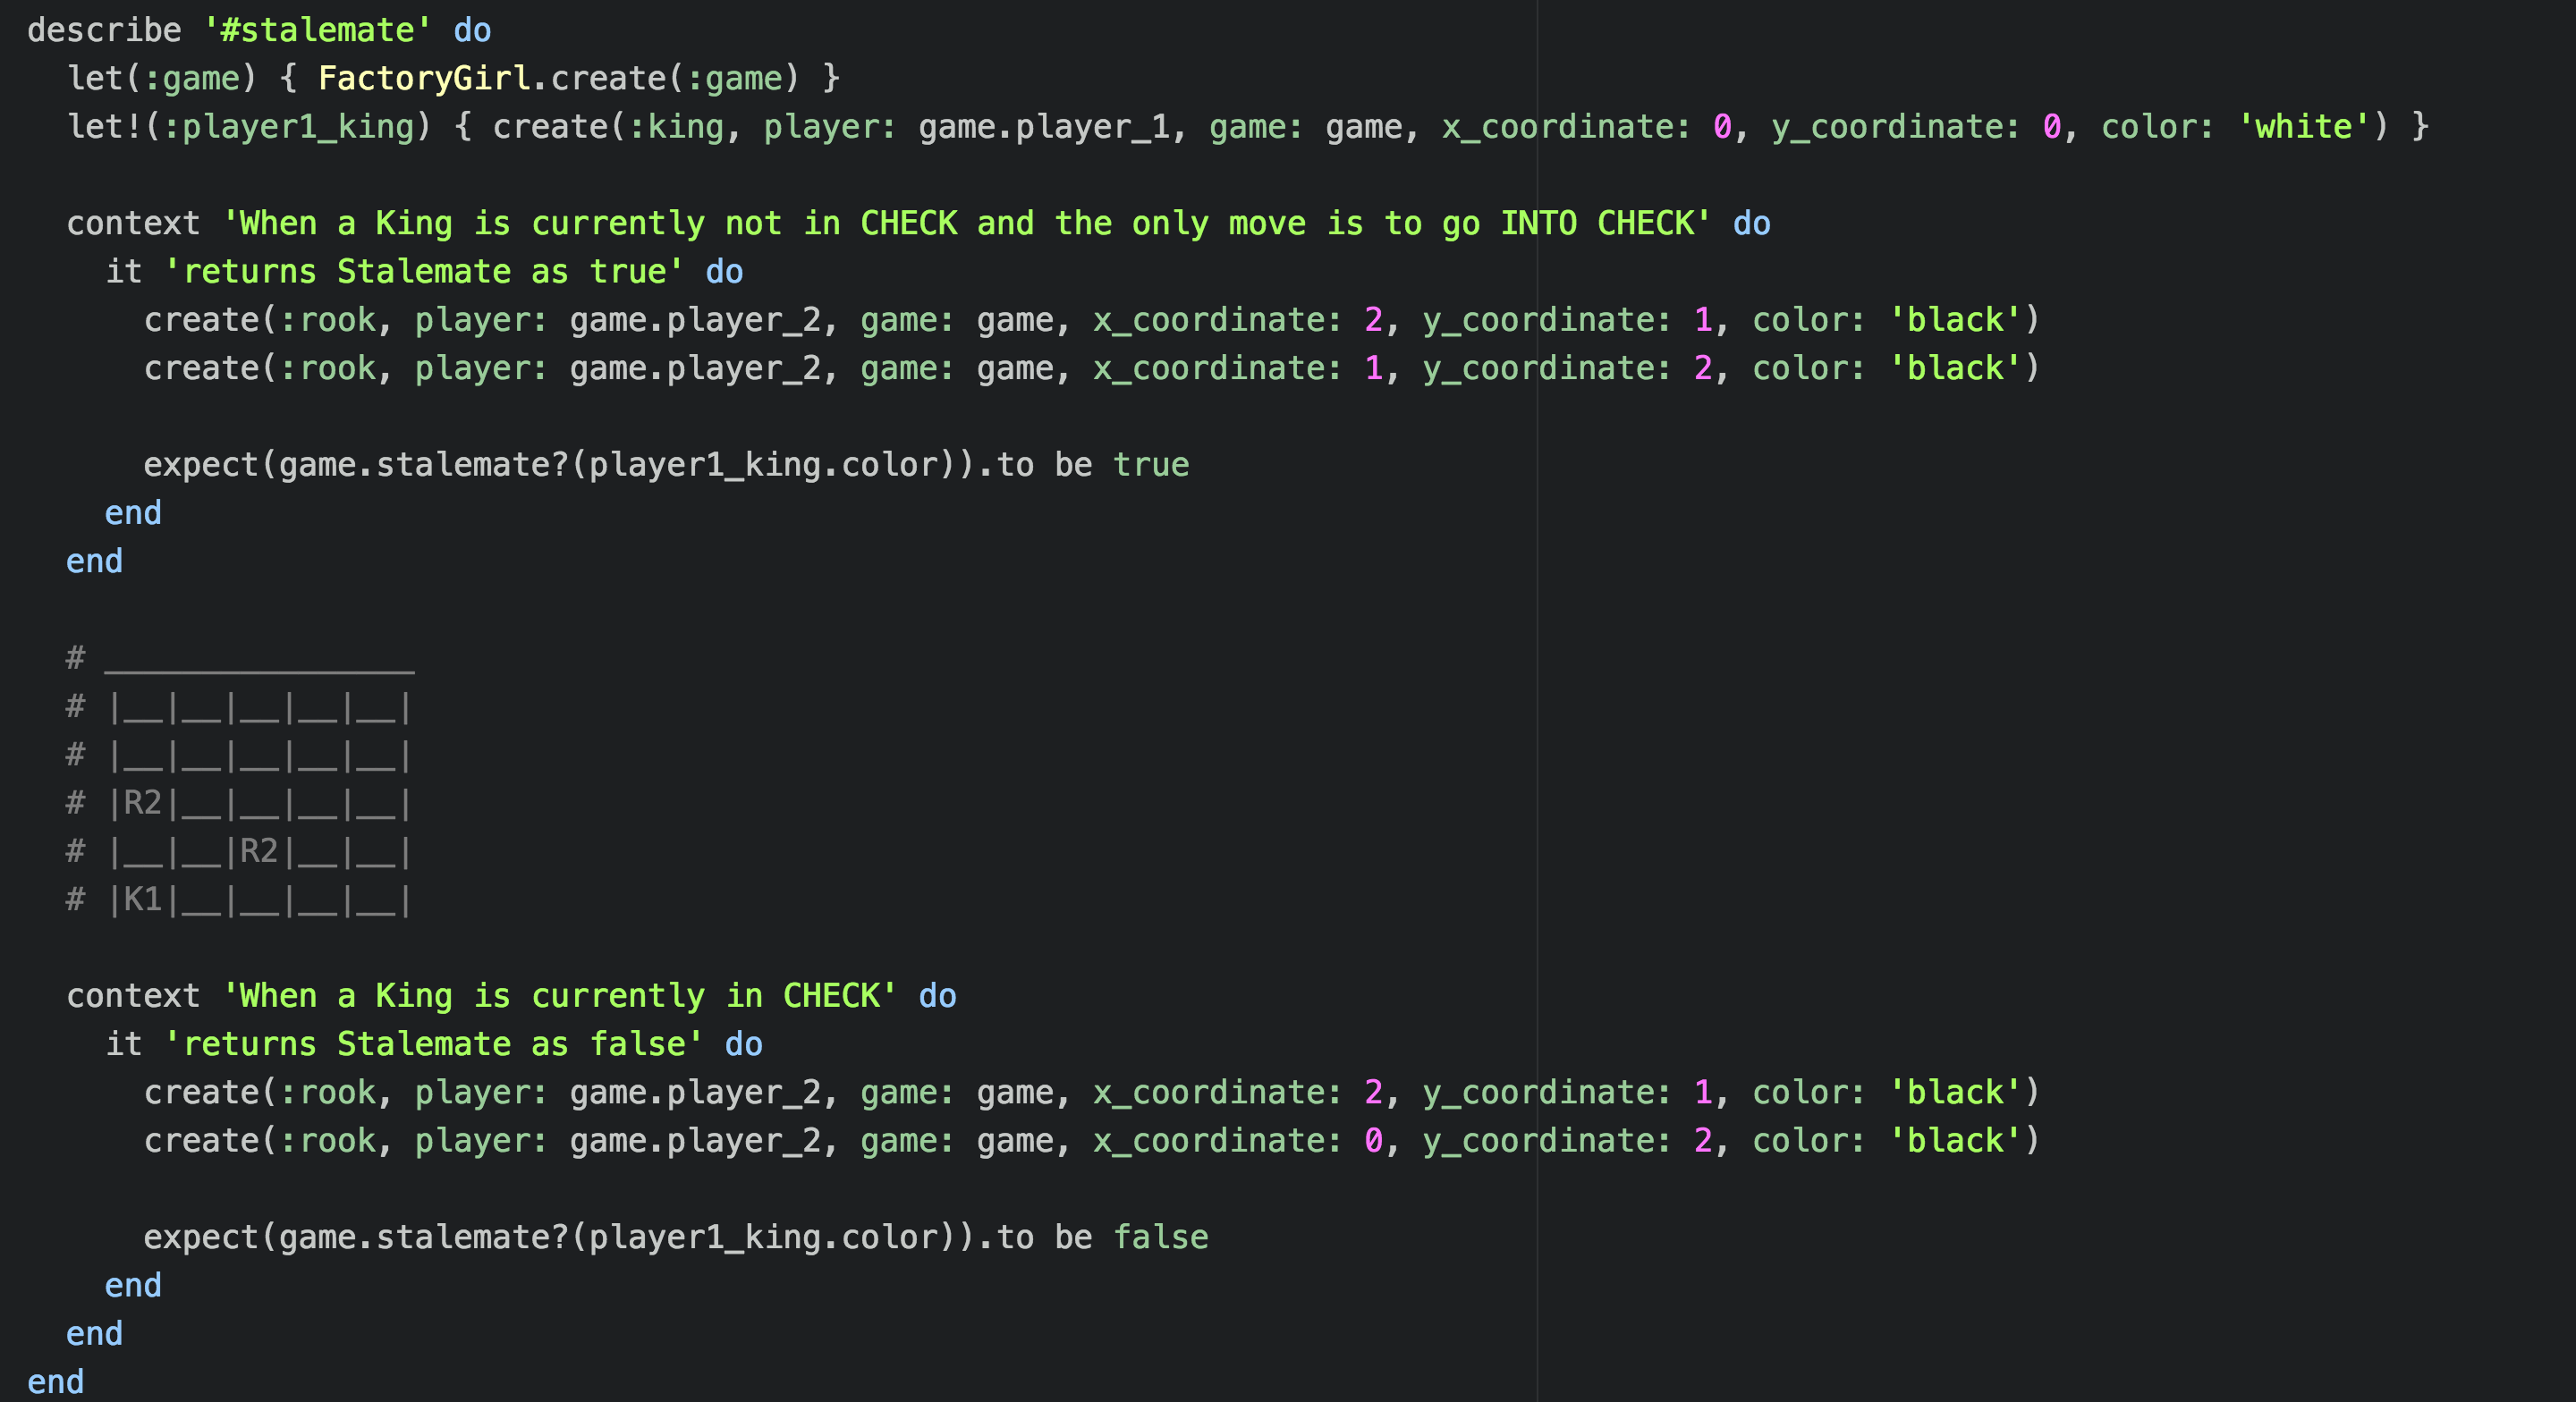 describe '#stalemate' do
  let(:game) { FactoryGirl.create(:game) }
  let!(:player1_king) { create(:king, player: game.player_1, game: game, x_coordinate: 0, y_coordinate: 0, color: 'white') }

  context 'When a King is currently not in CHECK and the only move is to go INTO CHECK' do
    it 'returns Stalemate as true' do
      create(:rook, player: game.player_2, game: game, x_coordinate: 2, y_coordinate: 1, color: 'black')
      create(:rook, player: game.player_2, game: game, x_coordinate: 1, y_coordinate: 2, color: 'black')

      expect(game.stalemate?(player1_king.color)).to be true
    end
  end

  # ________________
  # |__|__|__|__|__|
  # |__|__|__|__|__|
  # |R2|__|__|__|__|
  # |__|__|R2|__|__|
  # |K1|__|__|__|__|

  context 'When a King is currently in CHECK' do
    it 'returns Stalemate as false' do
      create(:rook, player: game.player_2, game: game, x_coordinate: 2, y_coordinate: 1, color: 'black')
      create(:rook, player: game.player_2, game: game, x_coordinate: 0, y_coordinate: 2, color: 'black')

      expect(game.stalemate?(player1_king.color)).to be false
    end
  end
end